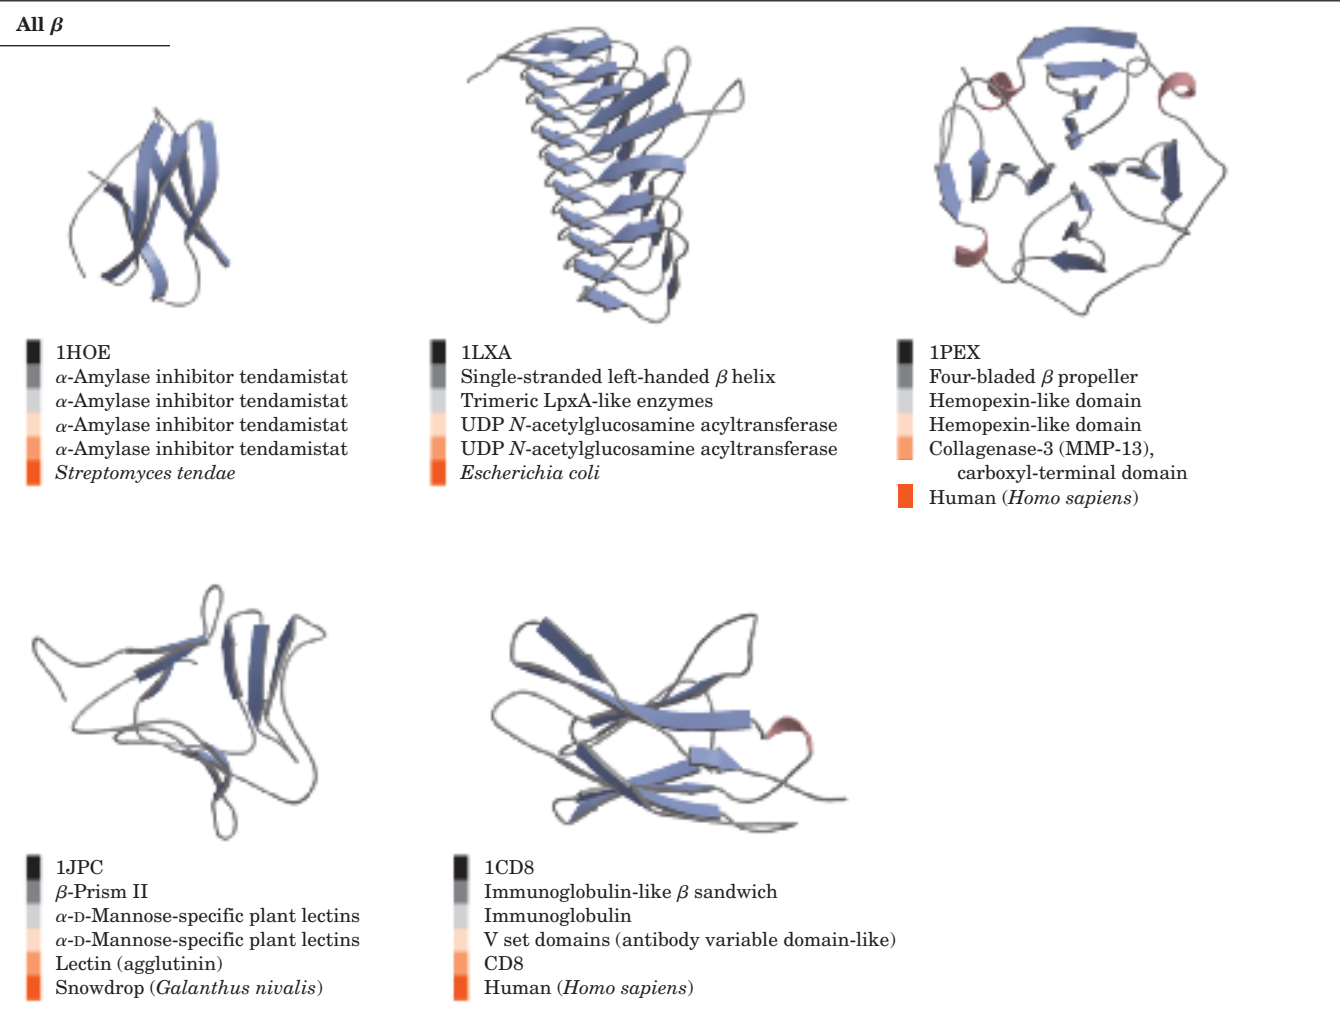 All β
1HOE
α-Amylase inhibitor tendamistat
α-Amylase inhibitor tendamistat
α-Amylase inhibitor tendamistat
α-Amylase inhibitor tendamistat
Streptomyces tendae
1LXA
Single-stranded left-handed β helix
Trimeric LpxA-like enzymes
UDP N-acetylglucosamine acyltransferase
UDP N-acetylglucosamine acyltransferase
Escherichia coli
1PEX
Four-bladed β propeller
Hemopexin-like domain
Hemopexin-like domain
Collagenase-3 (MMP-13),
carboxyl-terminal domain
Human (Homo sapiens)
1JPC
β-Prism II
α-D-Mannose-specific plant lectins
α-D-Mannose-specific plant lectins
Lectin (agglutinin)
Snowdrop (Galanthus nivalis)
1CD8
Immunoglobulin-like β sandwich
Immunoglobulin
V set domains (antibody variable domain-like)
CD8
Human (Homo sapiens)